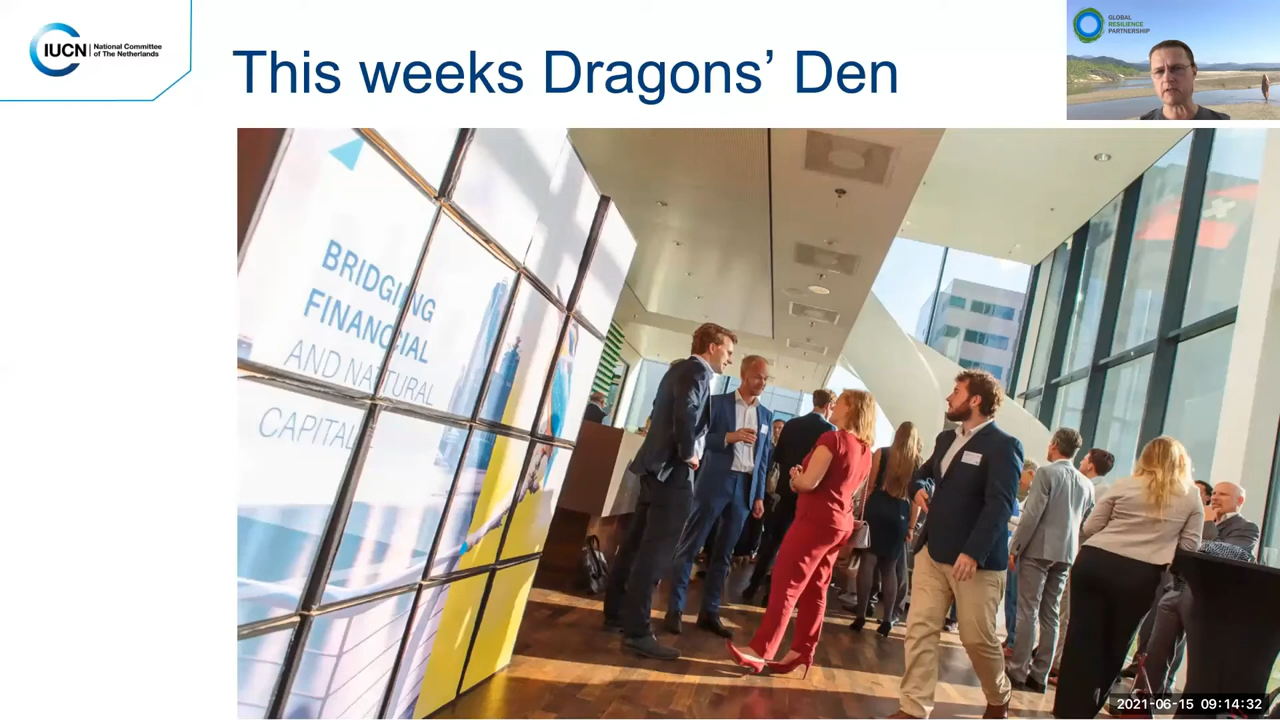 IUCN
National Committee
of The Netherlands
This weeks Dragons’ Den
GLOBAL
RESILIENCE
PARTNERSHIP
BRIDGING
FINANCIAL
AND NATURAL
CAPITAL
2021-06-15 09:14:32